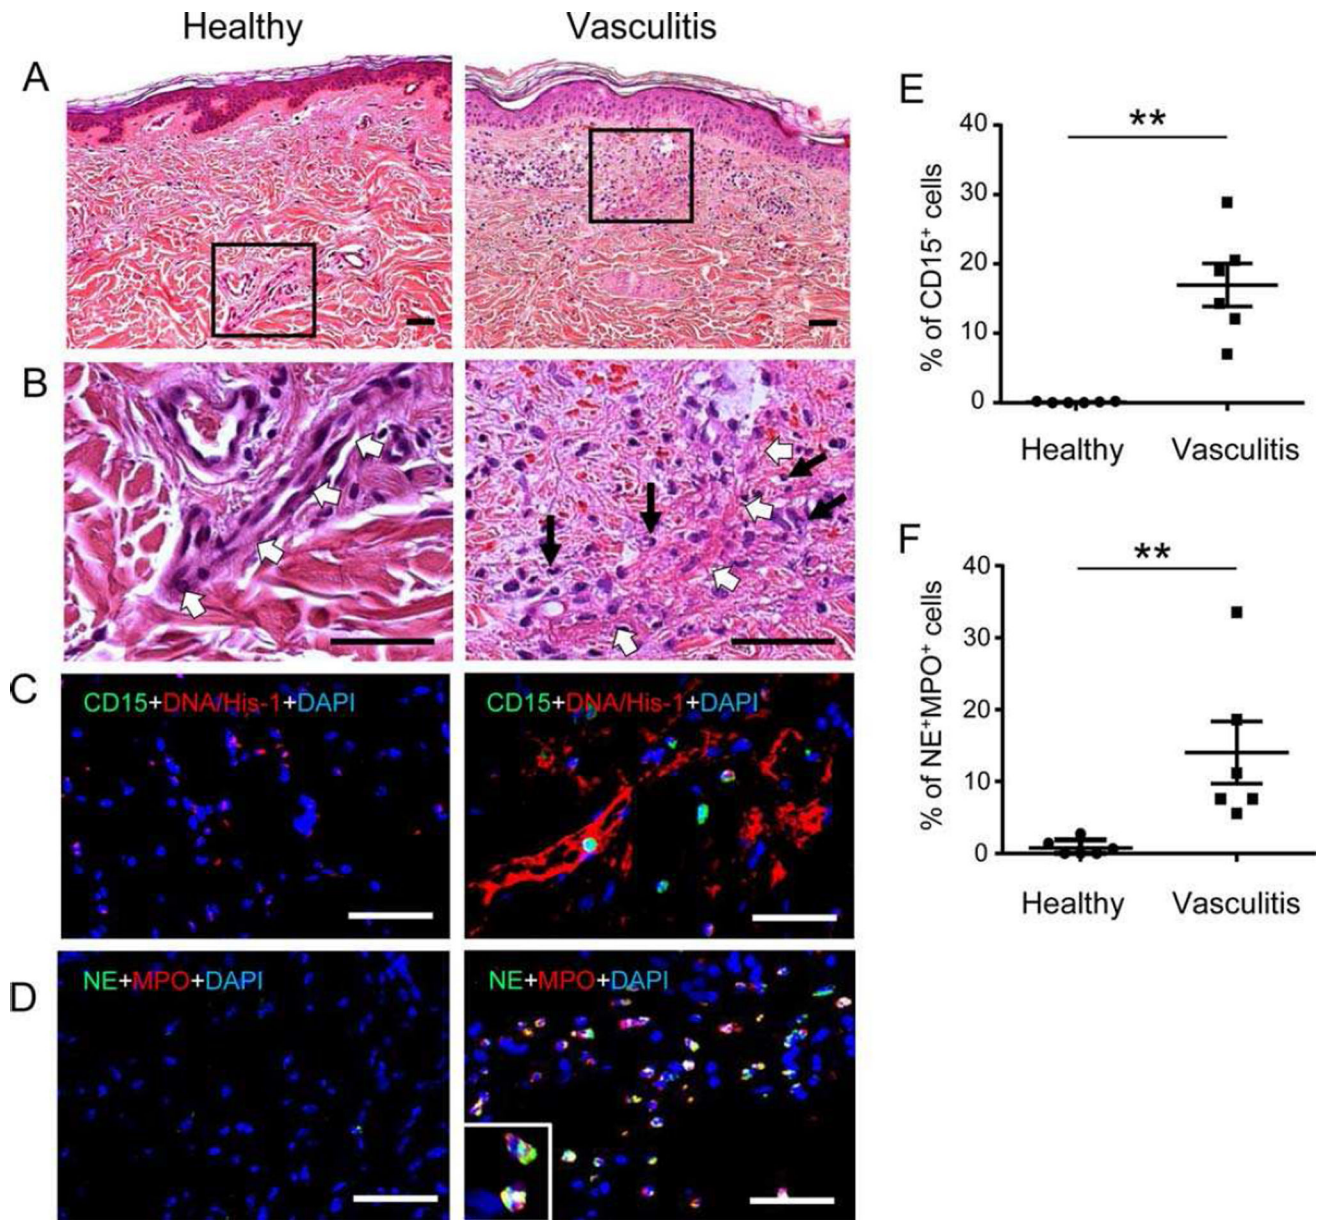 Healthy Vasculitis
A
B
C
CD15+DNA/His-1+DAPI CD15+DNA/His-1+DAPI
D
NE+MPO+DAPI NE+MPO+DAPI
E
% of CD15⁺ cells
40
**
30
20
10
0
Healthy Vasculitis
F
% of NE⁺MPO⁺ cells
40
**
30
20
10
0
Healthy Vasculitis